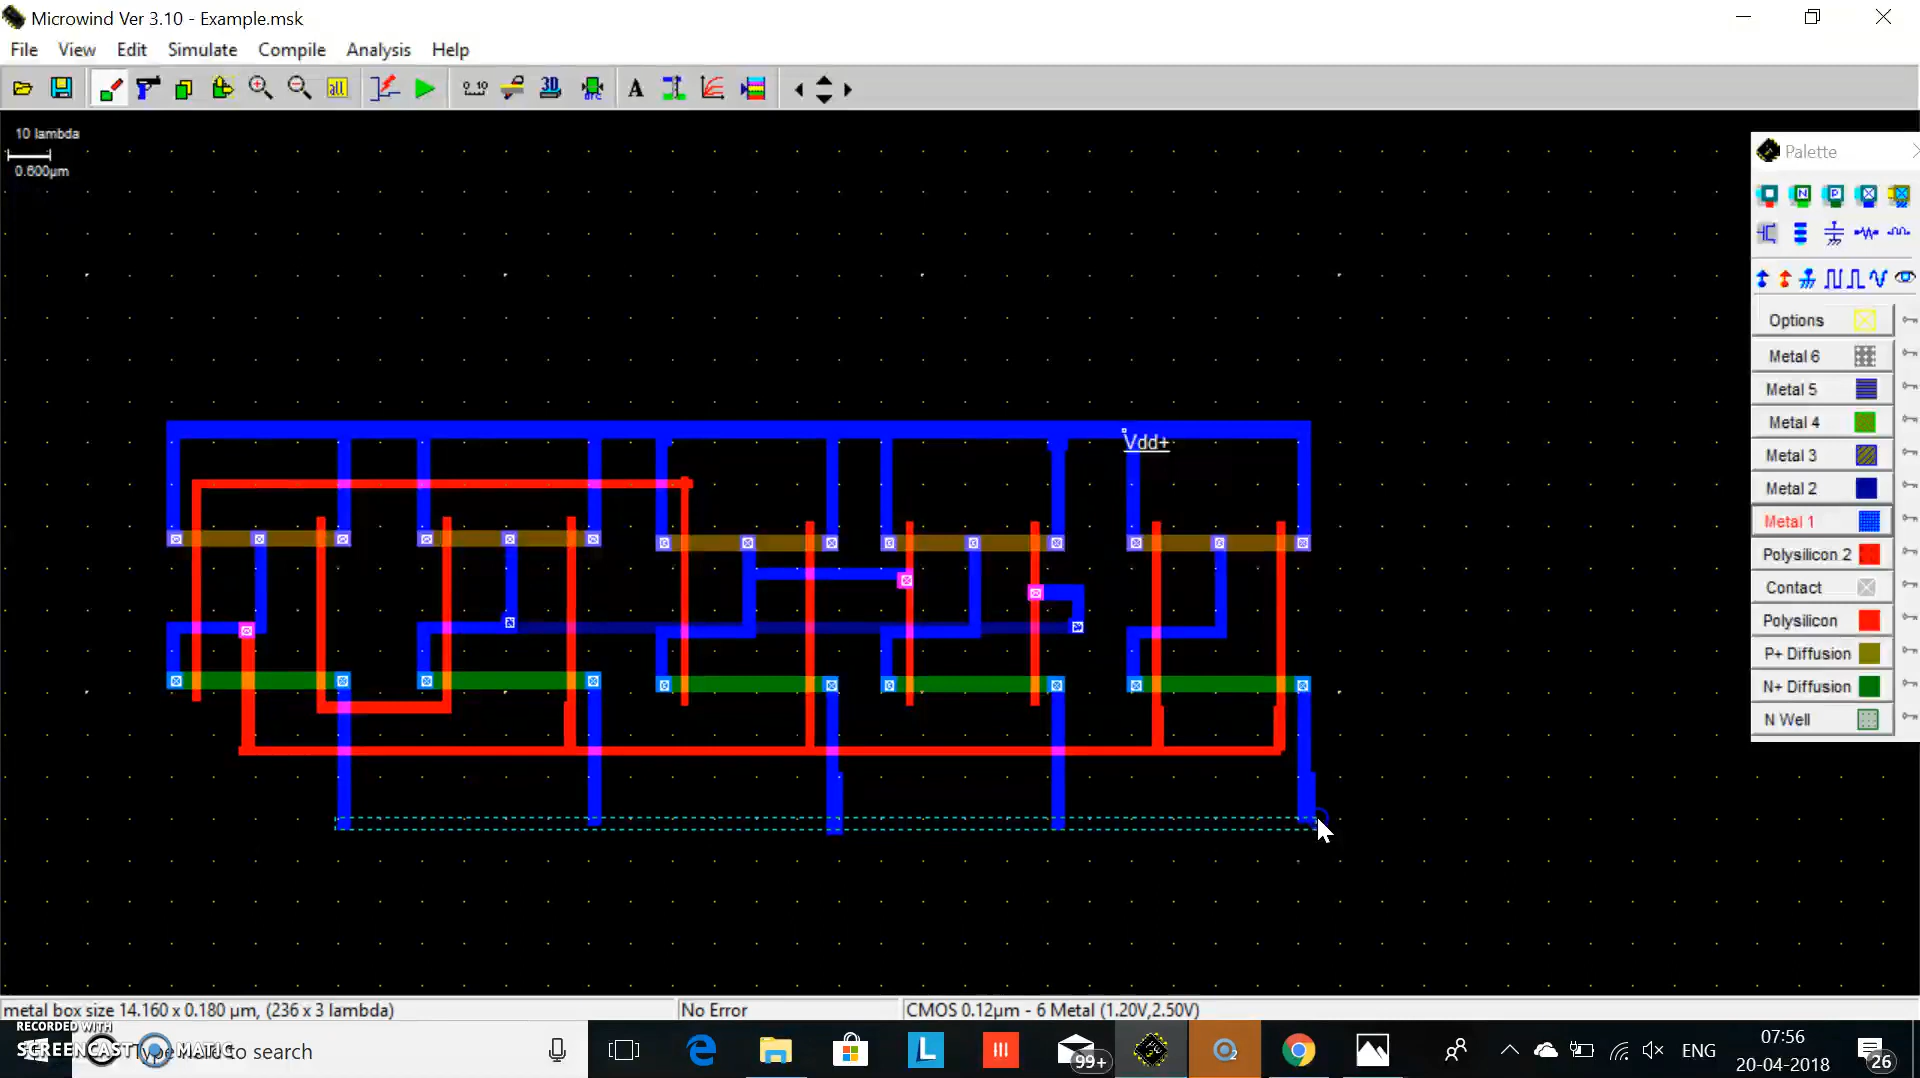 Microwind Ver 3.10 - Example.msk
File View Edit Simulate Compile Analysis Help
10 lambda
0.600µm
Vdd+
Palette
Options
Metal 6
Metal 5
Metal 4
Metal 3
Metal 2
Metal 1
Polysilicon 2
Contact
Polysilicon
P+ Diffusion
N+ Diffusion
N Well
metal box size 14.160 x 0.180 µm, (236 x 3 lambda)
No Error
CMOS 0.12µm - 6 Metal (1.20V,2.50V)
RECORDED WITH
SCREENCAST MATIC
to search
99+
ENG
07:56
20-04-2018
26